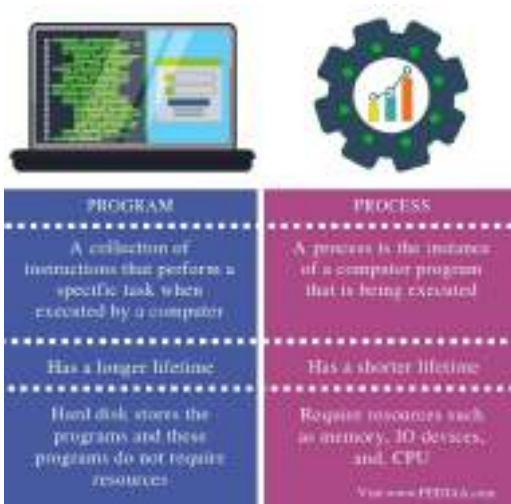 PROGRAM
A collection of
instructions that perform a
specific task when
executed by a computer
Has a longer lifetime
Hard disk stores the
programs and these
programs do not require
resources
PROCESS
A process is the instance
of a computer program
that is being executed
Has a shorter lifetime
Require resources such
as memory, IO devices,
and, CPU
Visit www.PEDIAA.com